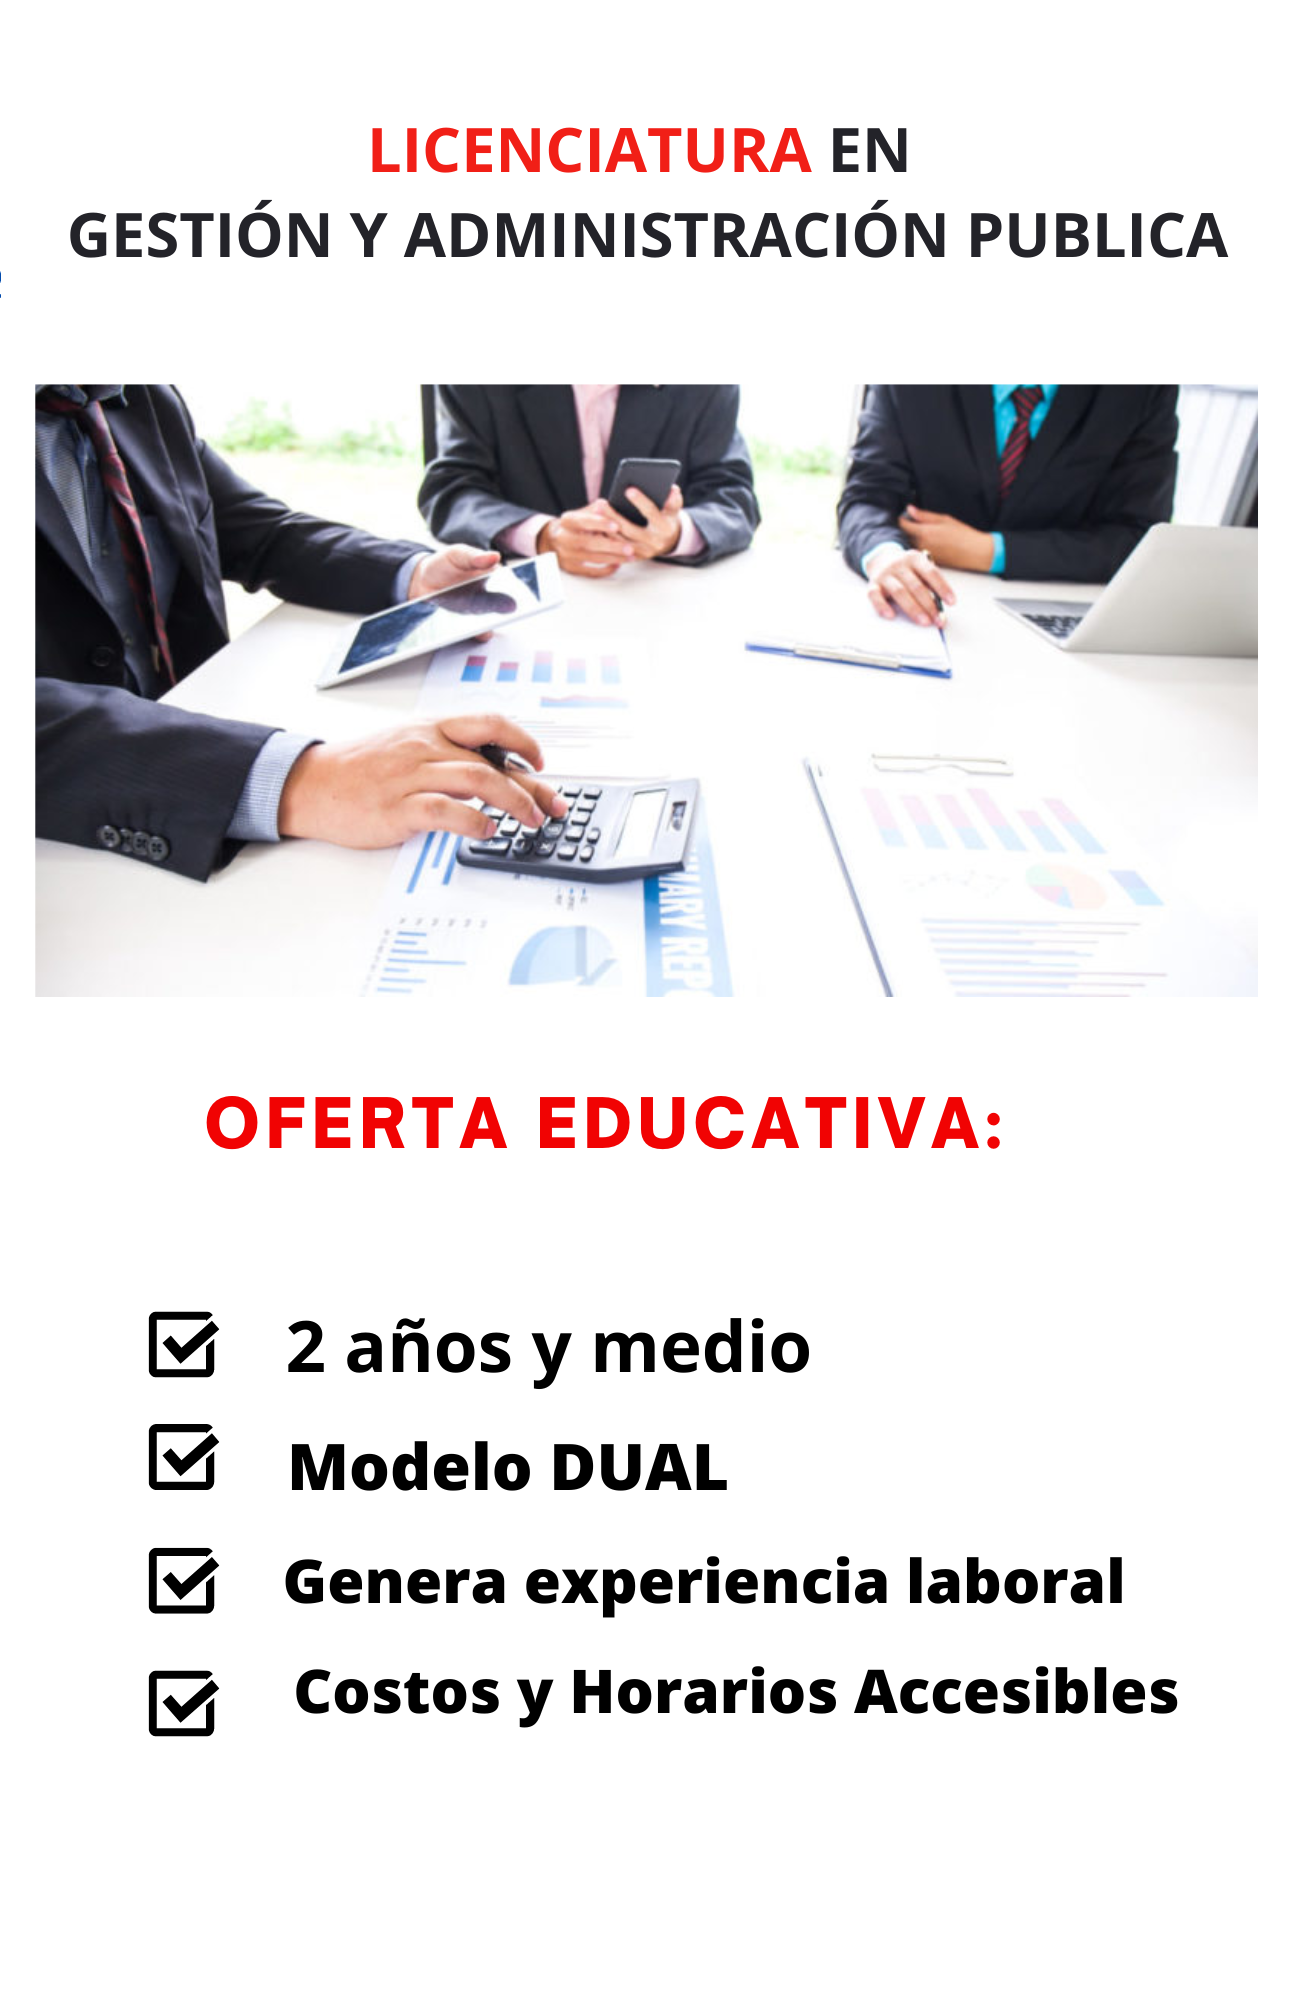 LICENCIATURA EN
GESTIÓN Y ADMINISTRACIÓN PUBLICA
OFERTA EDUCATIVA:
2 años y medio
Modelo DUAL
Genera experiencia laboral
Costos y Horarios Accesibles